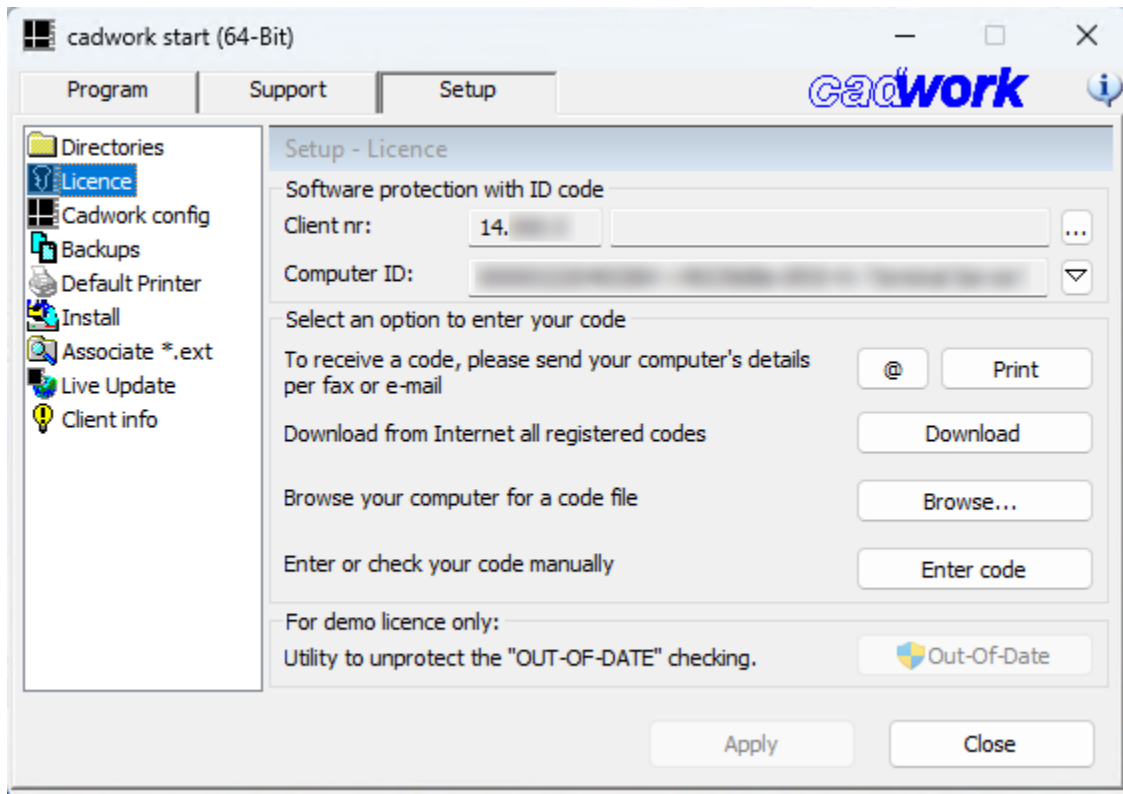 cadwork start (64-Bit)
Program
Support
Setup
cadwork
Directories
Licence
Cadwork config
Backups
Default Printer
Install
Associate *.ext
Live Update
Client info
Setup - Licence
Software protection with ID code
Client nr:
14.
...
Computer ID:
Select an option to enter your code
To receive a code, please send your computer's details
per fax or e-mail
@
Print
Download from Internet all registered codes
Download
Browse your computer for a code file
Browse...
Enter or check your code manually
Enter code
For demo licence only:
Utility to unprotect the "OUT-OF-DATE" checking.
Out-Of-Date
Apply
Close